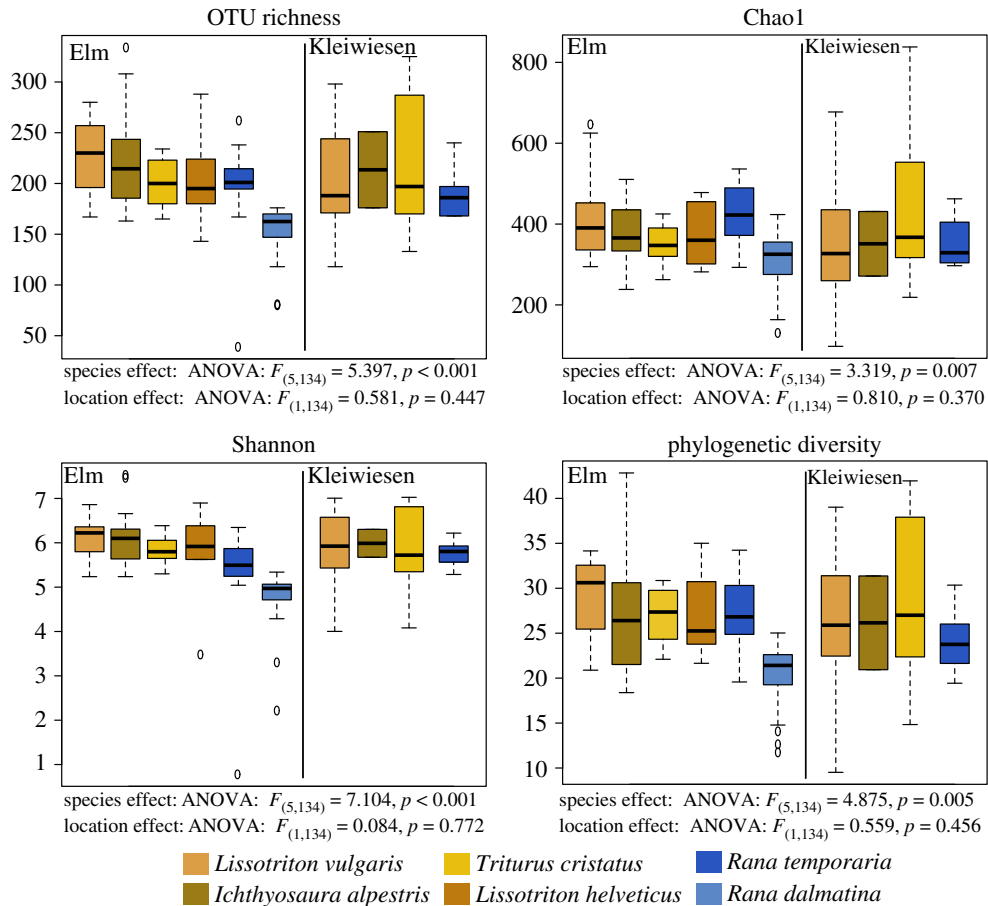 OTU richness
Elm
Kleiwiesen
300
250
200
150
100
50
species effect: ANOVA: F(5,134) = 5.397, p < 0.001
location effect: ANOVA: F(1,134) = 0.581, p = 0.447
Chao1
Elm
Kleiwiesen
800
600
400
200
species effect: ANOVA: F(5,134) = 3.319, p = 0.007
location effect: ANOVA: F(1,134) = 0.810, p = 0.370
Shannon
Elm
Kleiwiesen
7
6
5
4
3
2
1
species effect: ANOVA: F(5,134) = 7.104, p < 0.001
location effect: ANOVA: F(1,134) = 0.084, p = 0.772
phylogenetic diversity
Elm
Kleiwiesen
40
35
30
25
20
15
10
species effect: ANOVA: F(5,134) = 4.875, p = 0.005
location effect: ANOVA: F(1,134) = 0.559, p = 0.456
Lissotriton vulgaris
Triturus cristatus
Rana temporaria
Ichthyosaura alpestris
Lissotriton helveticus
Rana dalmatina